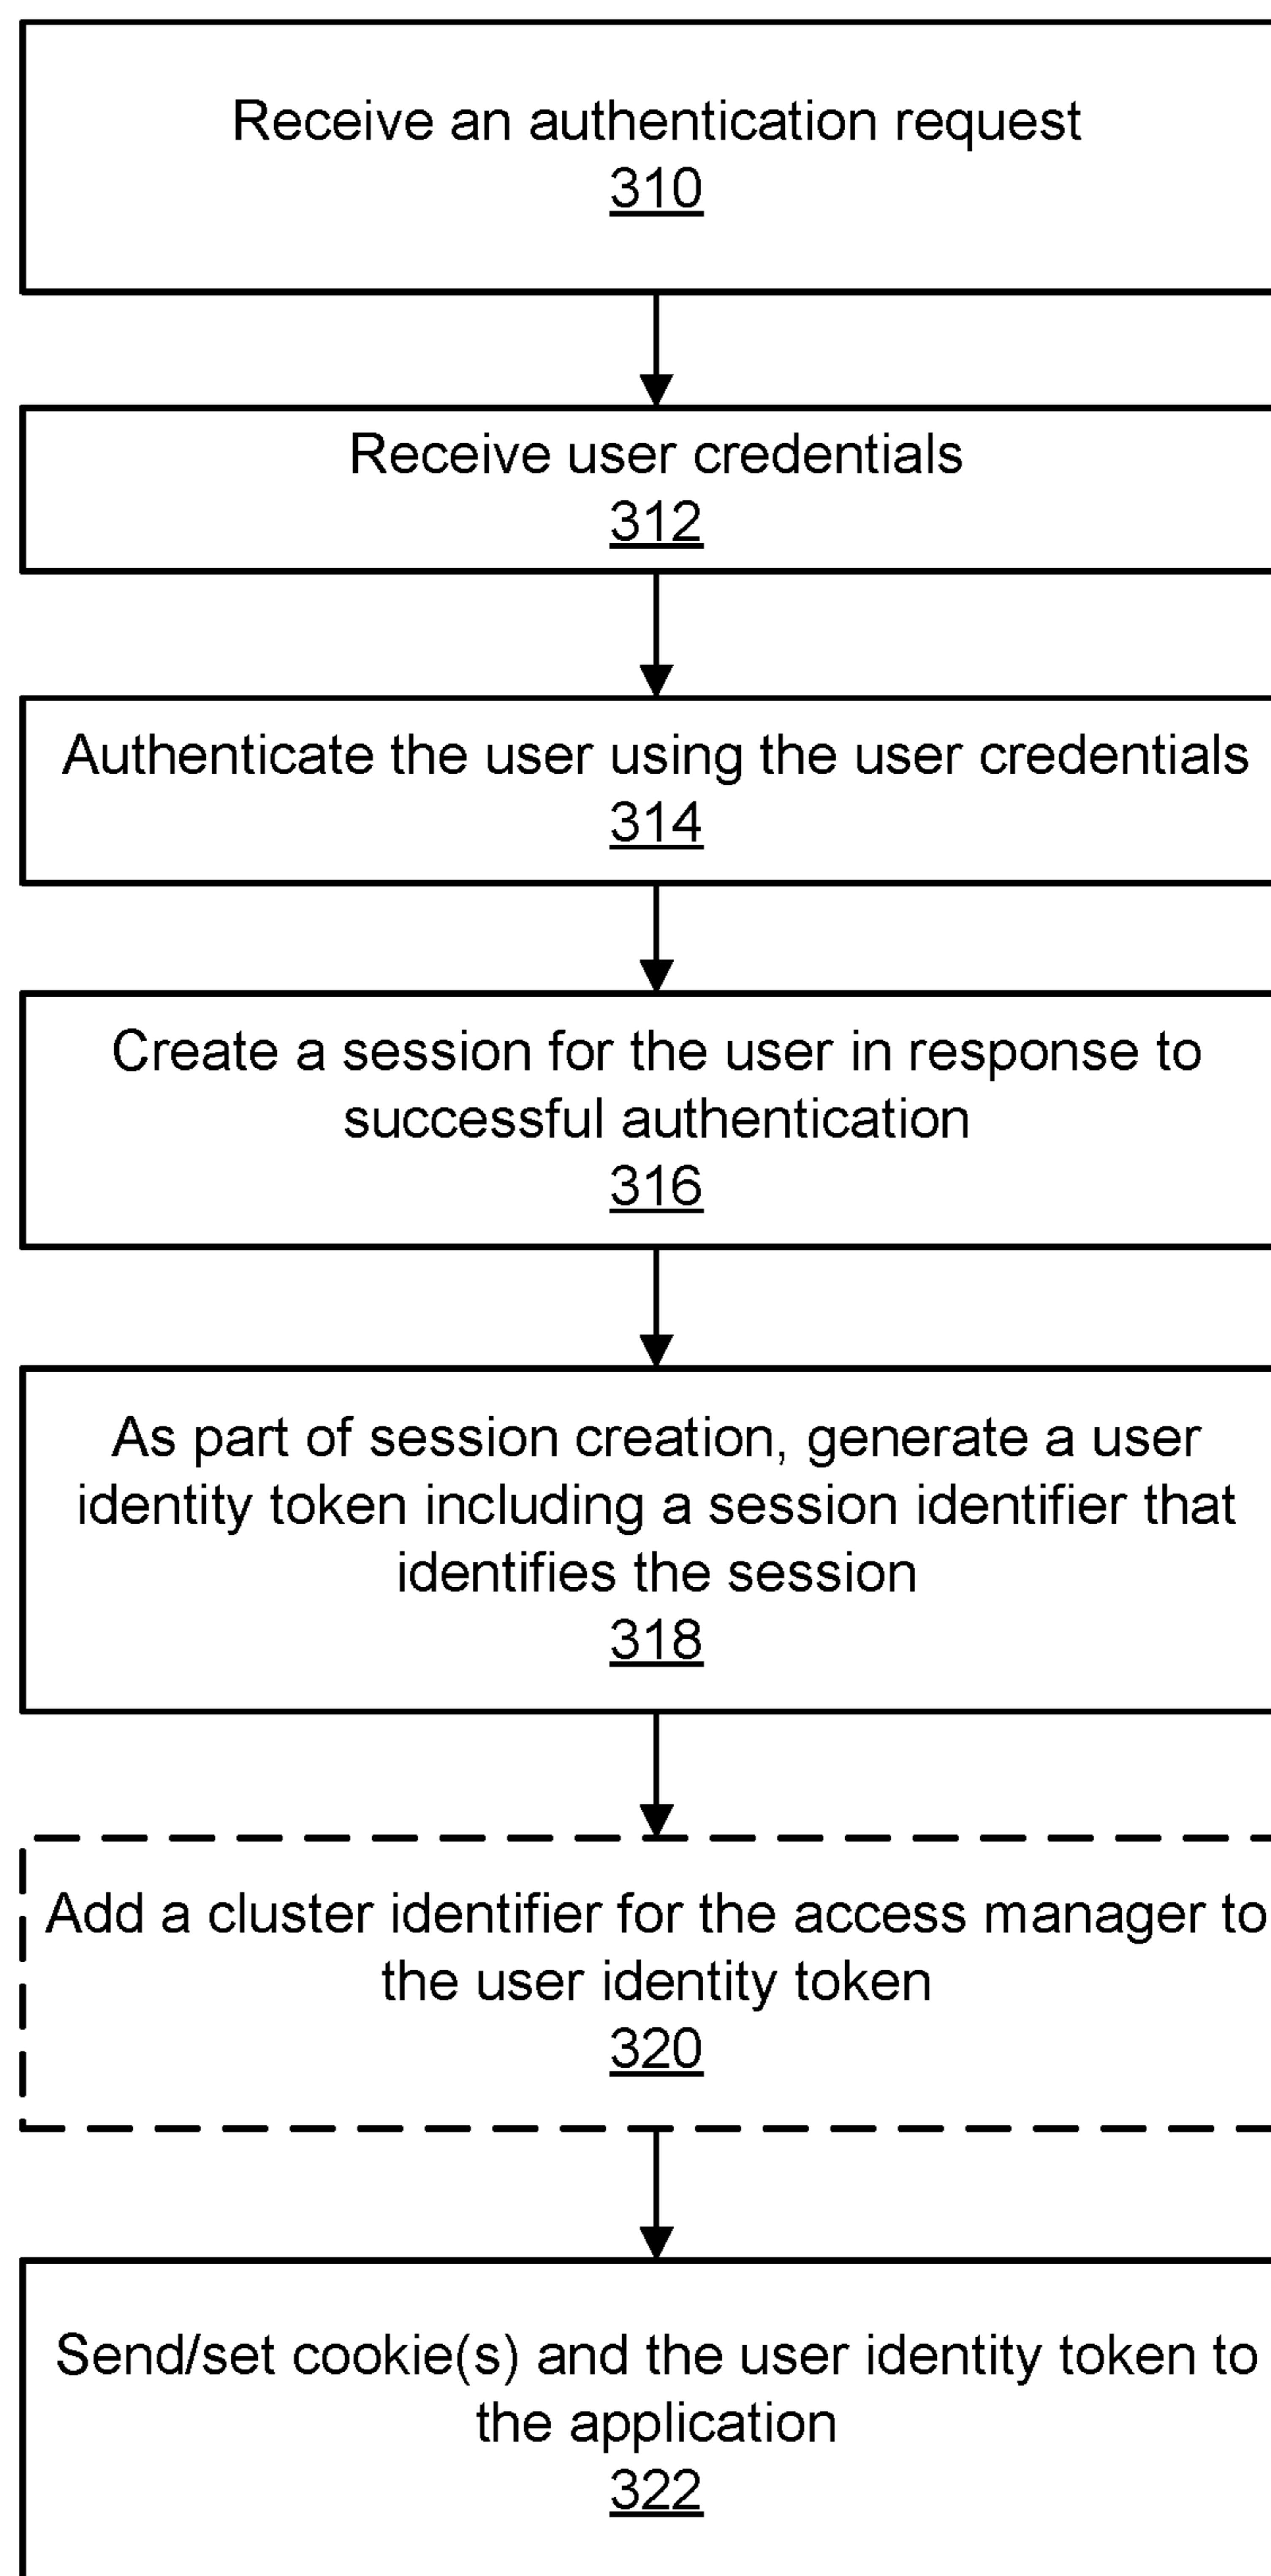 Receive an authentication request
310
Receive user credentials
312
Authenticate the user using the user credentials
314
Create a session for the user in response to
successful authentication
316
As part of session creation, generate a user
identity token including a session identifier that
identifies the session
318
Add a cluster identifier for the access manager to
the user identity token
320
Send/set cookie(s) and the user identity token to
the application
322